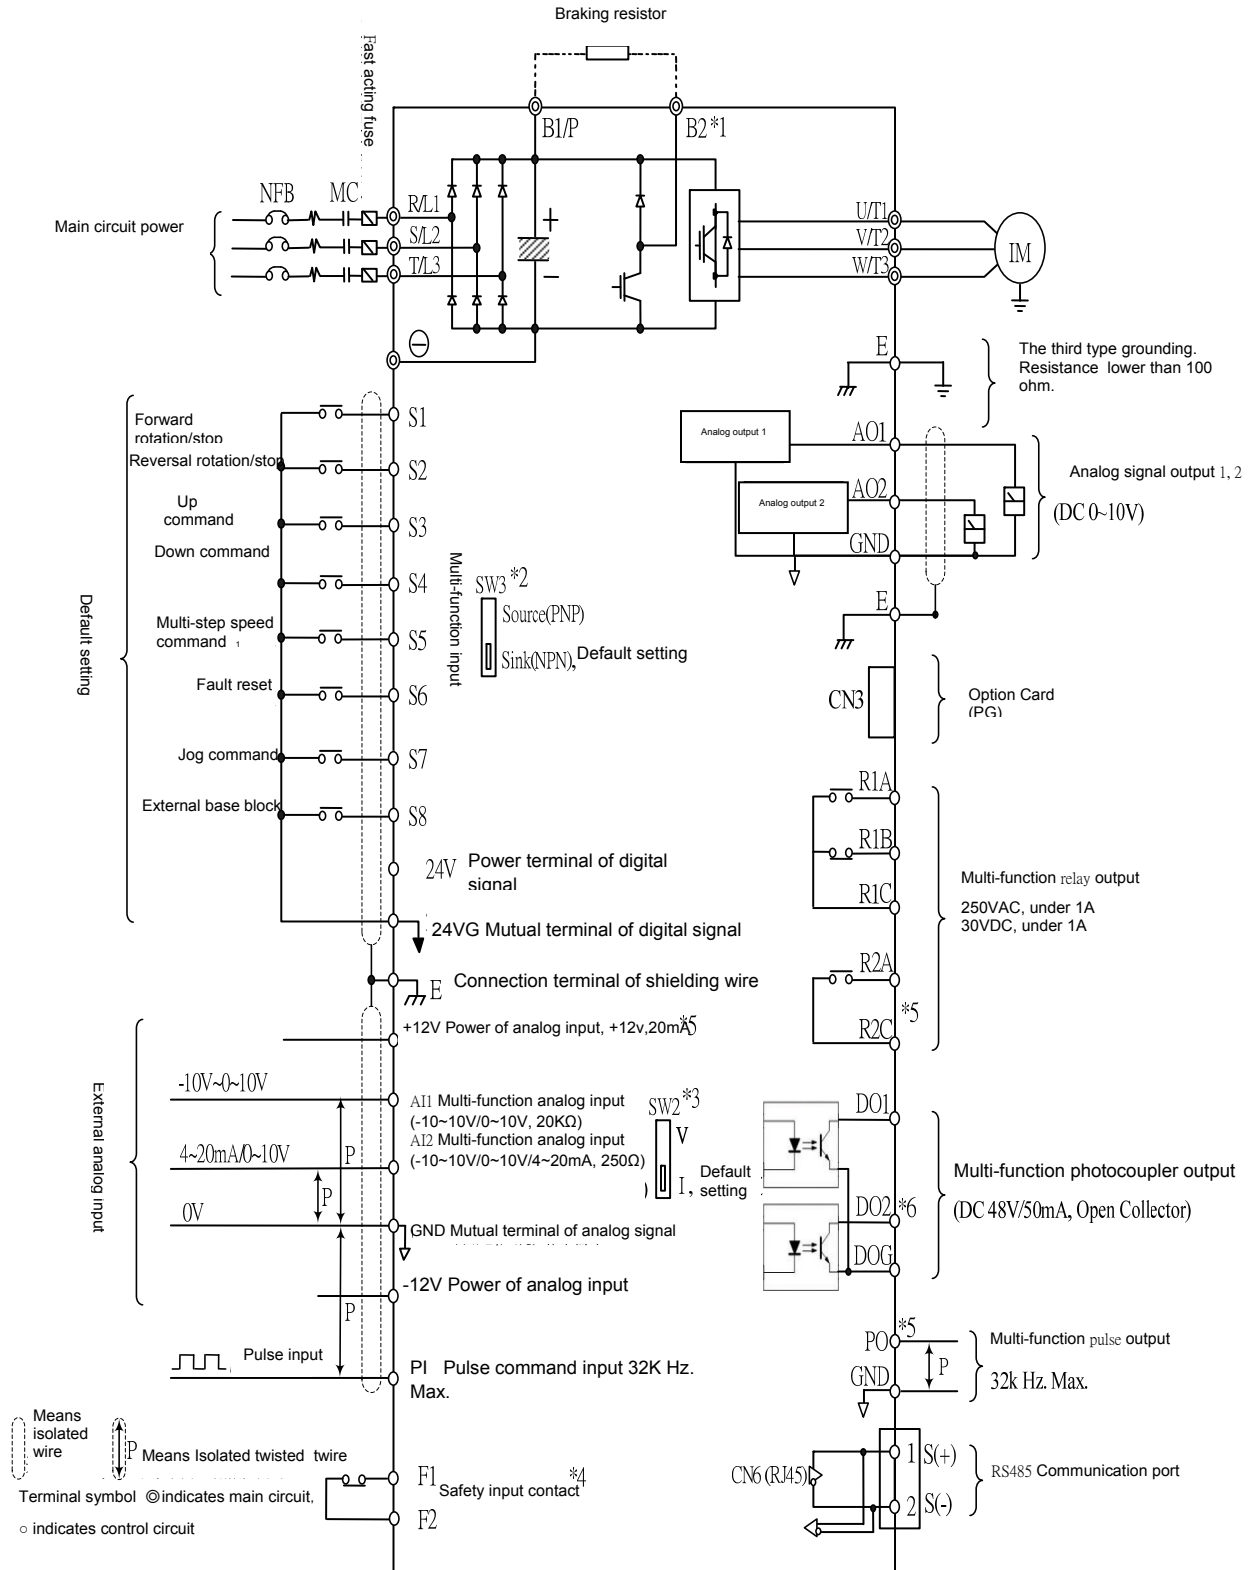 Braking resistor
Fast acting fuse
B1/P
B2*1
NFB
MC
Main circuit power
R/L1
S/L2
T/L3
+
−
U/T1
V/T2
W/T3
IM
E
The third type grounding.
Resistance lower than 100
ohm.
Default setting
Forward
rotation/stop
S1
Reversal rotation/stop
S2
Up
command
S3
Down command
S4
Multi-step speed
command 1
S5
Fault reset
S6
Jog command
S7
External base block
S8
Multi-function input
SW3*2
Source(PNP)
Sink(NPN), Default setting
24V Power terminal of digital
signal
24VG Mutual terminal of digital signal
E Connection terminal of shielding wire
Analog output 1
AO1
Analog output 2
AO2
GND
Analog signal output 1, 2
(DC 0~10V)
E
CN3
Option Card
(PG)
R1A
R1B
R1C
Multi-function relay output
250VAC, under 1A
30VDC, under 1A
R2A
*5
R2C
External analog input
+12V Power of analog input, +12v,20mA*5
-10V~0~10V
AI1 Multi-function analog input
(-10~10V/0~10V, 20KΩ)
4~20mA/0~10V
P
AI2 Multi-function analog input
(-10~10V/0~10V/4~20mA, 250Ω)
SW2*3
V
) I, Default
setting
P
0V
GND Mutual terminal of analog signal
-12V Power of analog input
P
Pulse input
PI Pulse command input 32K Hz.
Max.
DO1
Multi-function photocoupler output
DO2*6
(DC 48V/50mA, Open Collector)
DOG
PO*5
Multi-function pulse output
P
GND
32k Hz. Max.
Means
isolated
wire
P Means Isolated twisted twire
Terminal symbol ◎indicates main circuit,
○ indicates control circuit
F1 Safety input contact*4
F2
CN6 (RJ45)
1 S(+)
2 S(-)
RS485 Communication port